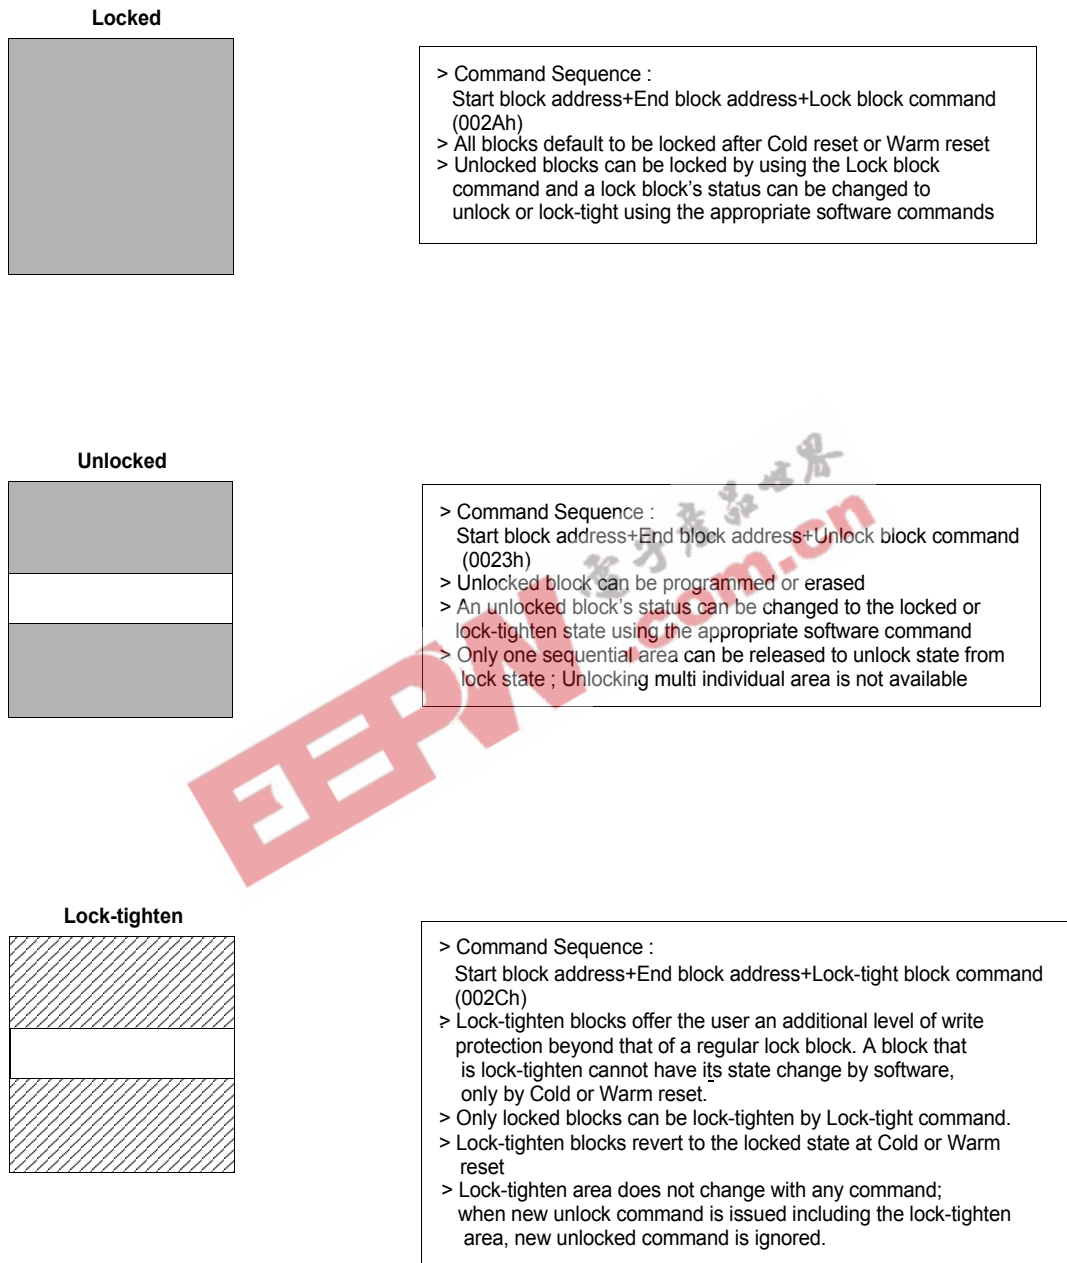 Locked
> Command Sequence :
Start block address+End block address+Lock block command
(002Ah)
> All blocks default to be locked after Cold reset or Warm reset
> Unlocked blocks can be locked by using the Lock block
command and a lock block’s status can be changed to
unlock or lock-tight using the appropriate software commands
Unlocked
> Command Sequence :
Start block address+End block address+Unlock block command
(0023h)
> Unlocked block can be programmed or erased
> An unlocked block’s status can be changed to the locked or
lock-tighten state using the appropriate software command
> Only one sequential area can be released to unlock state from
lock state ; Unlocking multi individual area is not available
电子产品世界
EEPW.com.cn
Lock-tighten
> Command Sequence :
Start block address+End block address+Lock-tight block command
(002Ch)
> Lock-tighten blocks offer the user an additional level of write
protection beyond that of a regular lock block. A block that
is lock-tighten cannot have its state change by software,
only by Cold or Warm reset.
> Only locked blocks can be lock-tighten by Lock-tight command.
> Lock-tighten blocks revert to the locked state at Cold or Warm
reset
> Lock-tighten area does not change with any command;
when new unlock command is issued including the lock-tighten
area, new unlocked command is ignored.